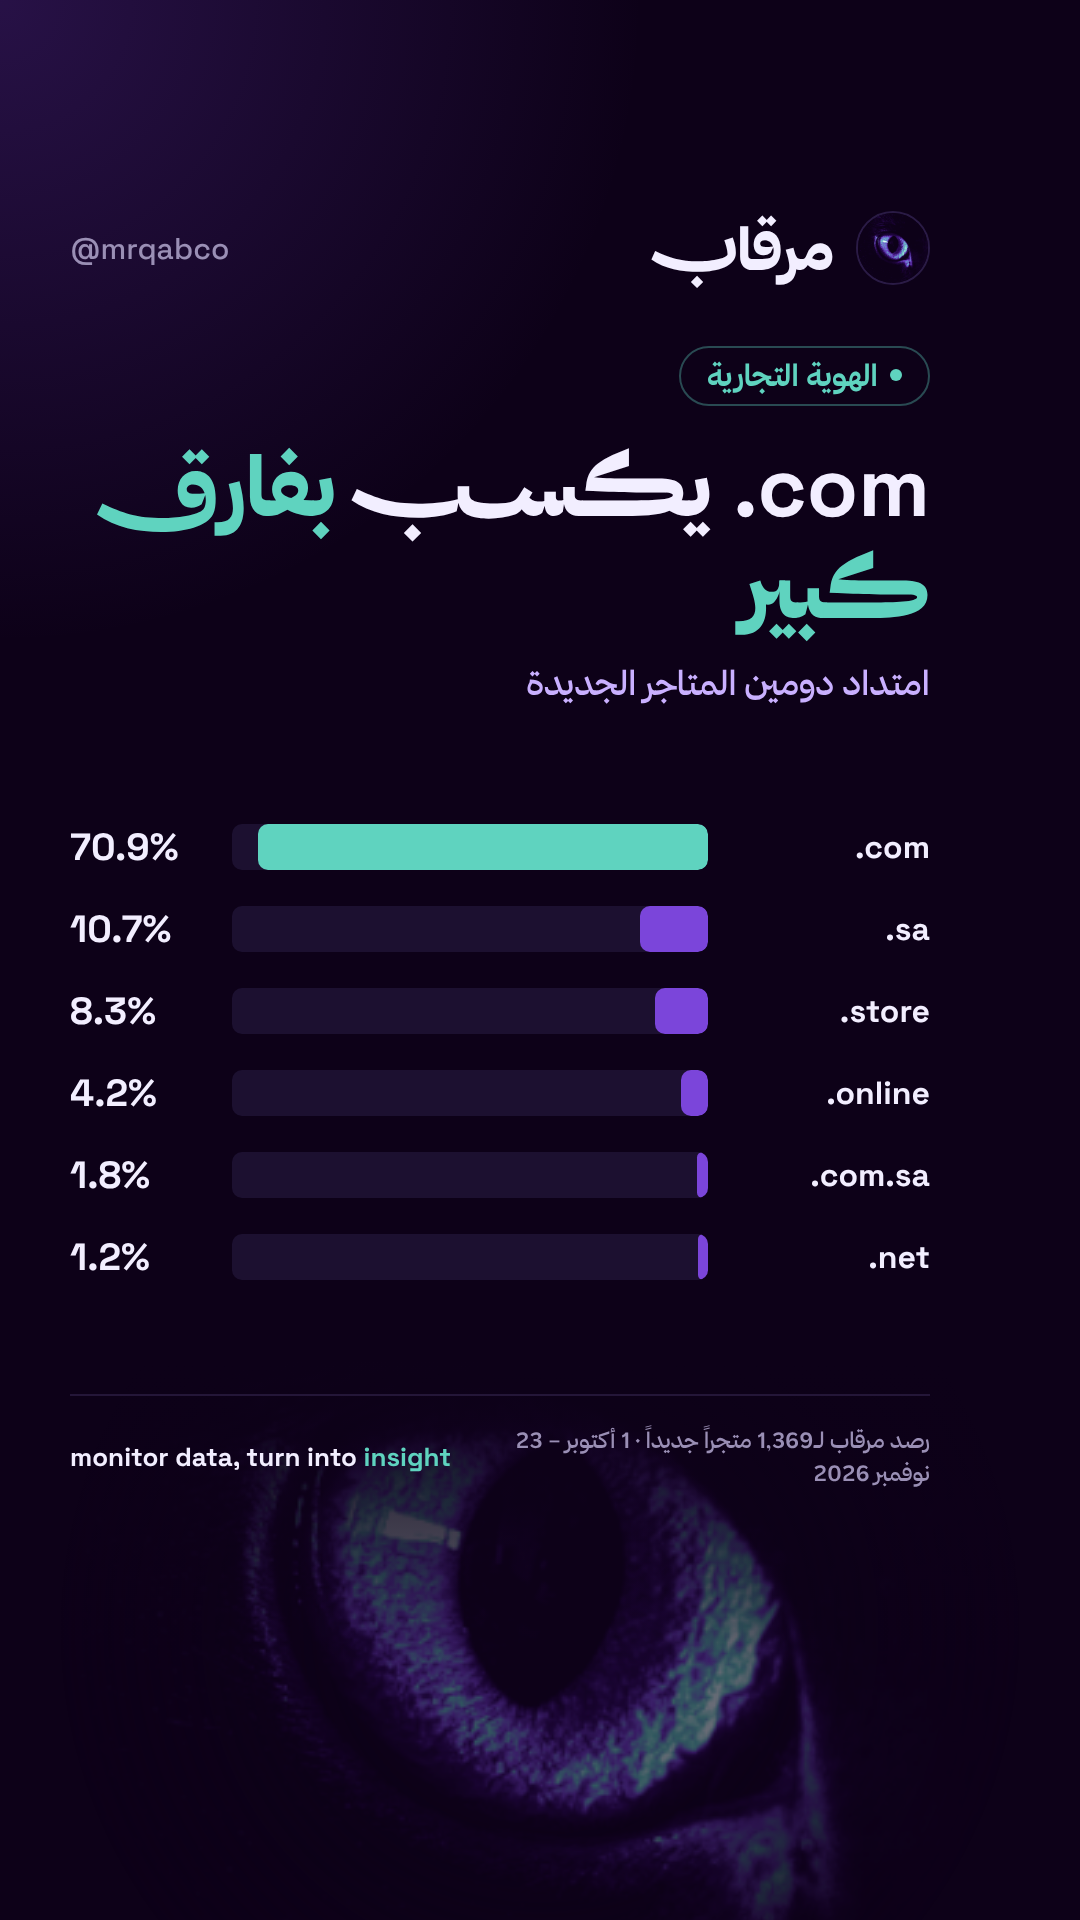 مرقاب
@mrqabco
الهوية التجارية
.com يكسب بفارق
كبير
امتداد دومين المتاجر الجديدة
.com 70.9%
.sa 10.7%
.store 8.3%
.online 4.2%
.com.sa 1.8%
.net 1.2%
رصد مرقاب لـ1,369 متجراً جديداً · 1 أكتوبر – 23
نوفمبر 2026
monitor data, turn into insight